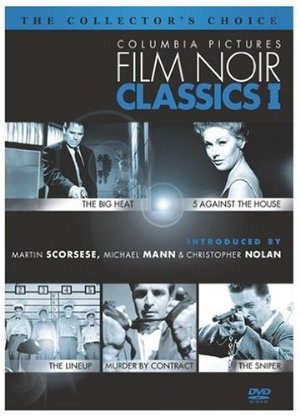 THE COLLECTOR'S CHOICE
COLUMBIA PICTURES
FILM NOIR
CLASSICS I
THE BIG HEAT
5 AGAINST THE HOUSE
INTRODUCED BY
MARTIN SCORSESE, MICHAEL MANN & CHRISTOPHER NOLAN
THE LINEUP
MURDER BY CONTRACT
THE SNIPER
DVD
VIDEO